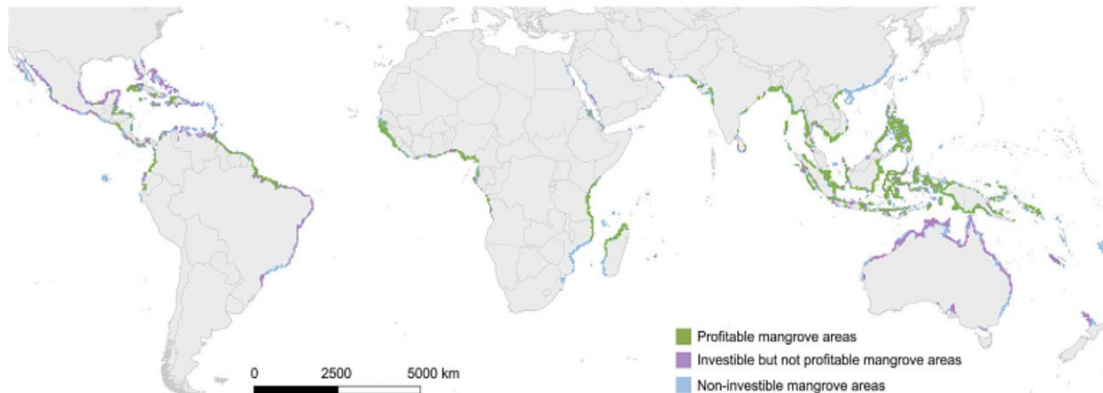 Profitable mangrove areas
Investible but not profitable mangrove areas
Non-investible mangrove areas
0 2500 5000 km